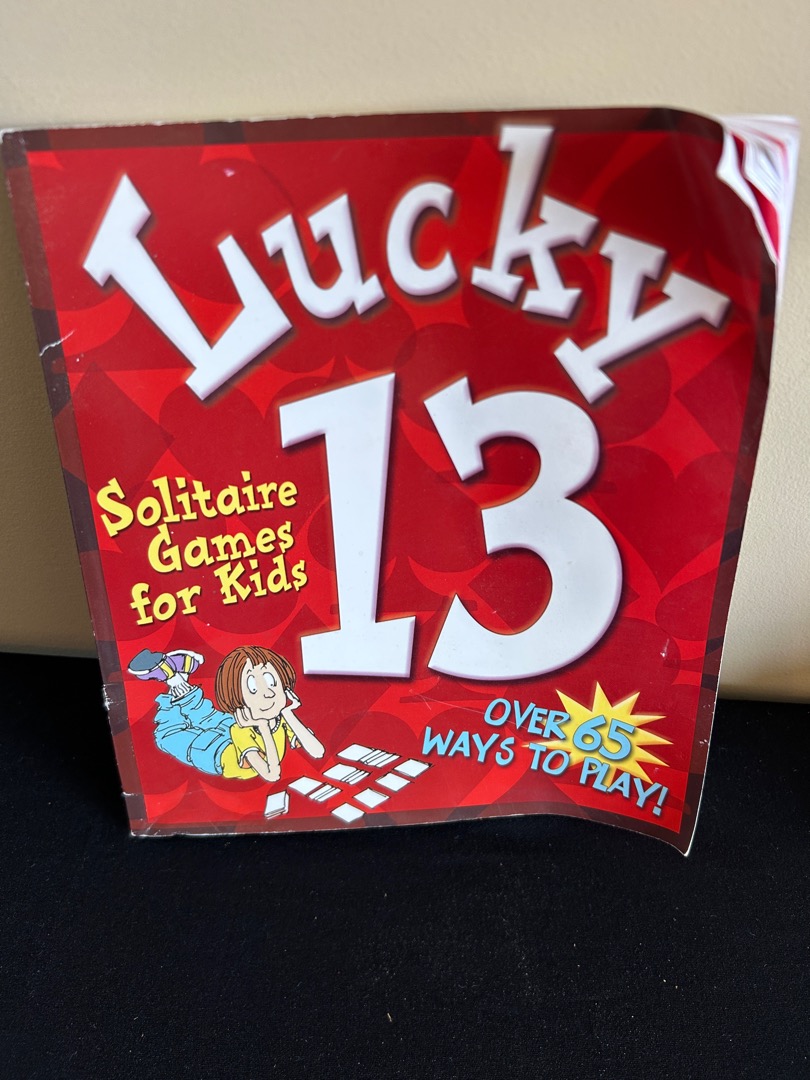 Lucky
13
Solitaire
Games
for Kids
OVER 65
WAYS TO PLAY!